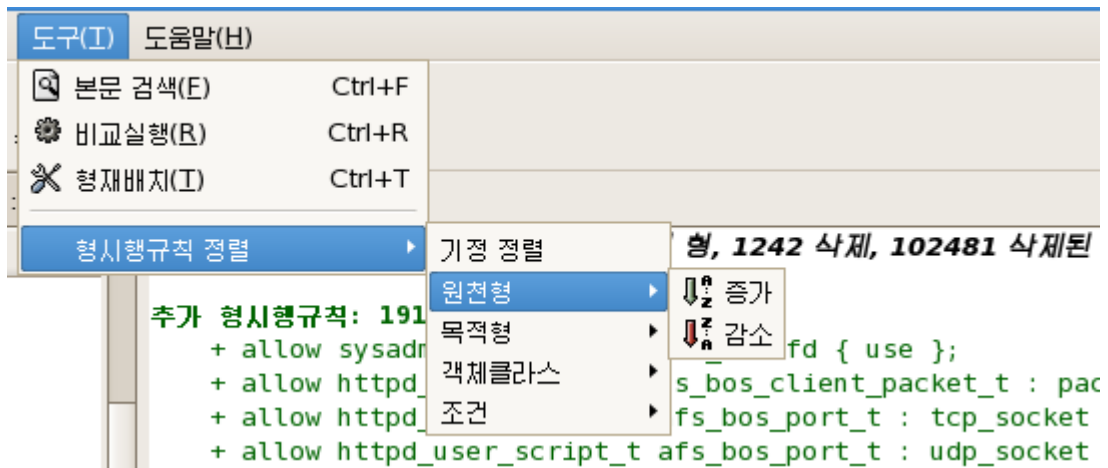 도구(T) 도움말(H)
본문 검색(F) Ctrl+F
비교실행(R) Ctrl+R
형재배치(T) Ctrl+T
형시행규칙 정렬
기정 정렬
원천형
목적형
객체클라스
조건
증가
감소
형, 1242 삭제, 102481 삭제된
추가 형시행규칙: 191
+ allow sysadm fd { use };
+ allow httpd_ s_bos_client_packet_t : pac
+ allow httpd_ fs_bos_port_t : tcp_socket
+ allow httpd_user_script_t afs_bos_port_t : udp_socket